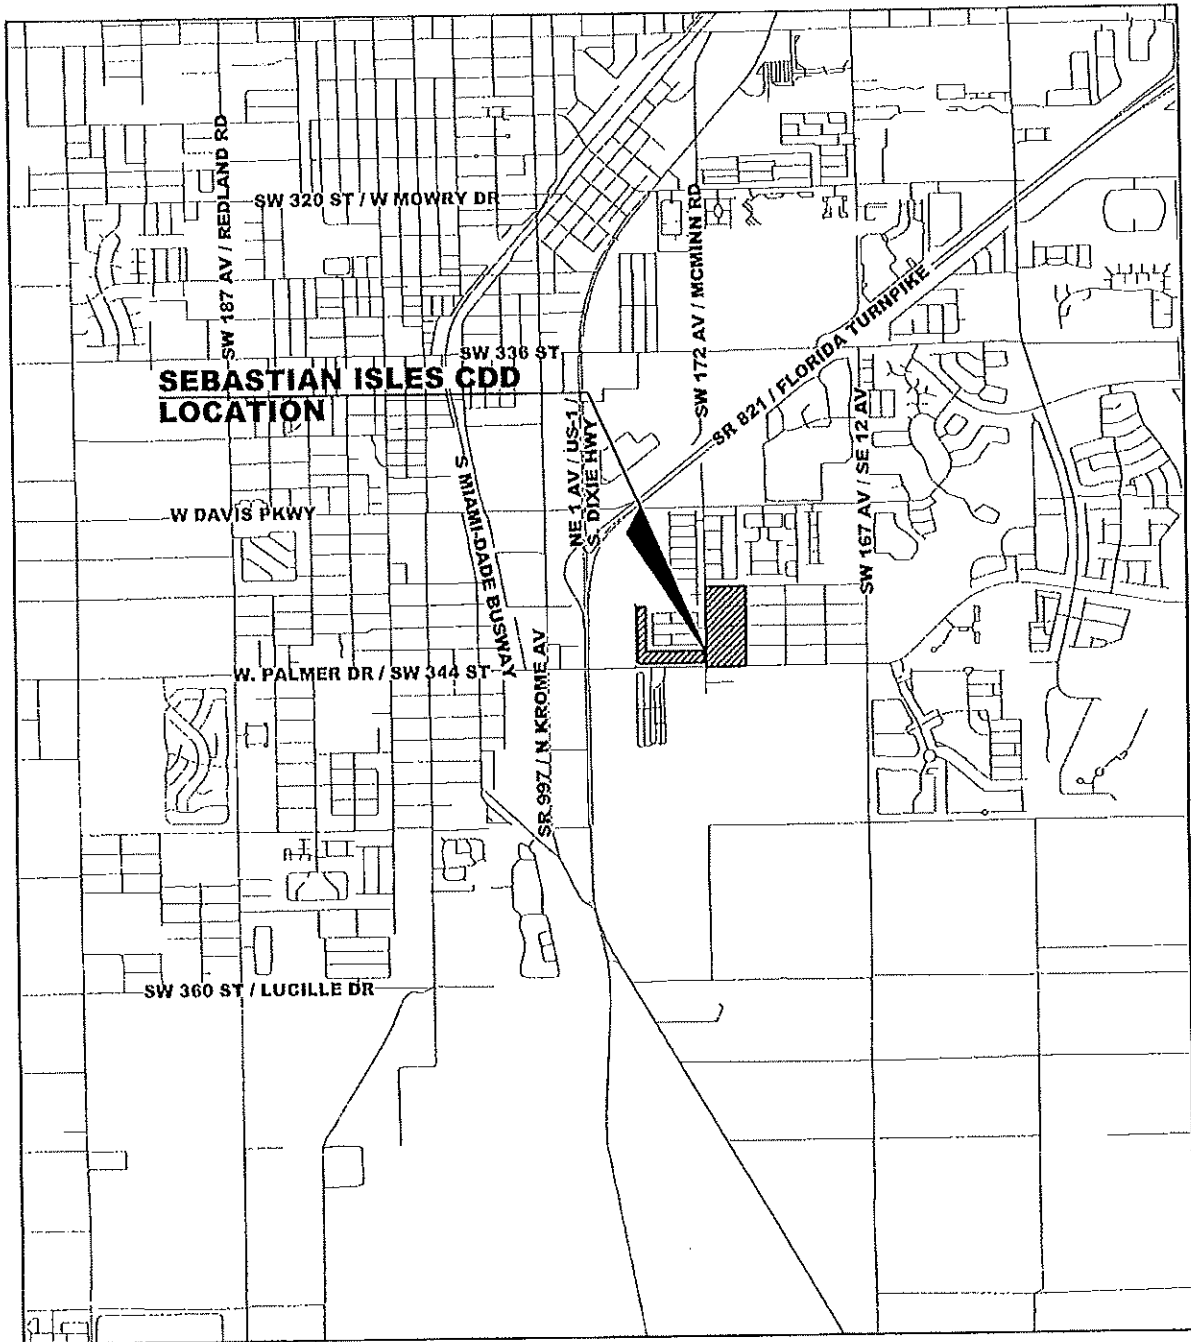 SW 187 AV / REDLAND RD
SW 320 ST / W MOWRY DR
SW 172 AV / MCMINN RD
SR 821 / FLORIDA TURNPIKE
SW 336 ST
SEBASTIAN ISLES CDD
LOCATION
NE 1 AV / US-1 /
S. DIXIE HWY
SW 167 AV / SE 12 AV
S MIAMI-DADE BUSWAY
W DAVIS PKWY
W. PALMER DR / SW 344 ST
SR 997 / N KROME AV
SW 360 ST / LUCILLE DR